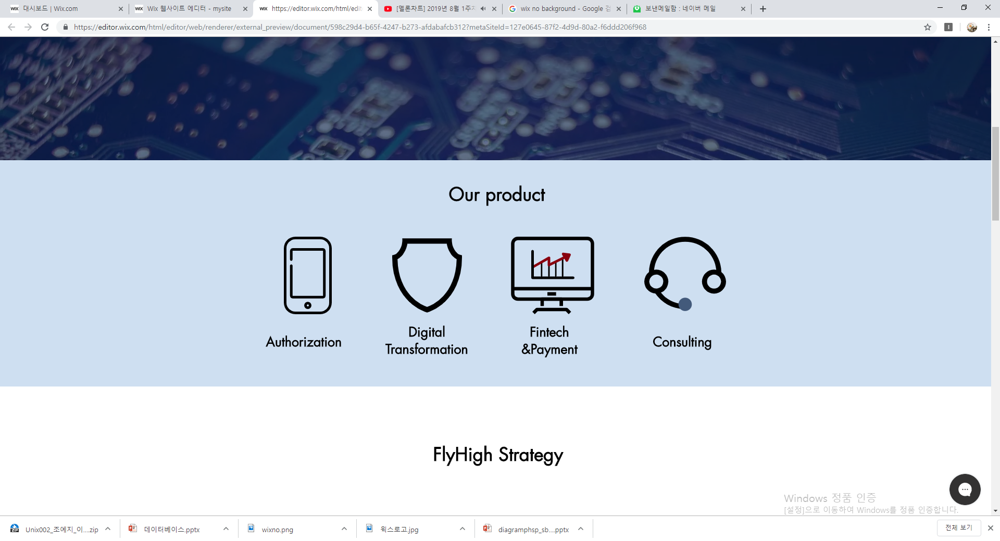 WIX 대시보드 | Wix.com
WIX Wix 웹사이트 에디터 - mysite
WIX https://editor.wix.com/html/edit
[멜론차트] 2019년 8월 1주차
wix no background - Google 검
보낸메일함 : 네이버 메일
https://editor.wix.com/html/editor/web/renderer/external_preview/document/598c29d4-b65f-4247-b273-afdabafcb312?metaSiteId=127e0645-87f2-4d9d-80a2-f6ddd206f968
Our product
Authorization
Digital
Transformation
Fintech
&Payment
Consulting
FlyHigh Strategy
Windows 정품 인증
[설정]으로 이동하여 Windows를 정품 인증합니다.
ZIP Unix002_조예지_이....zip
데이터베이스.pptx
wixno.png
윅스로고.jpg
diagramphsp_sb....pptx
전체 보기